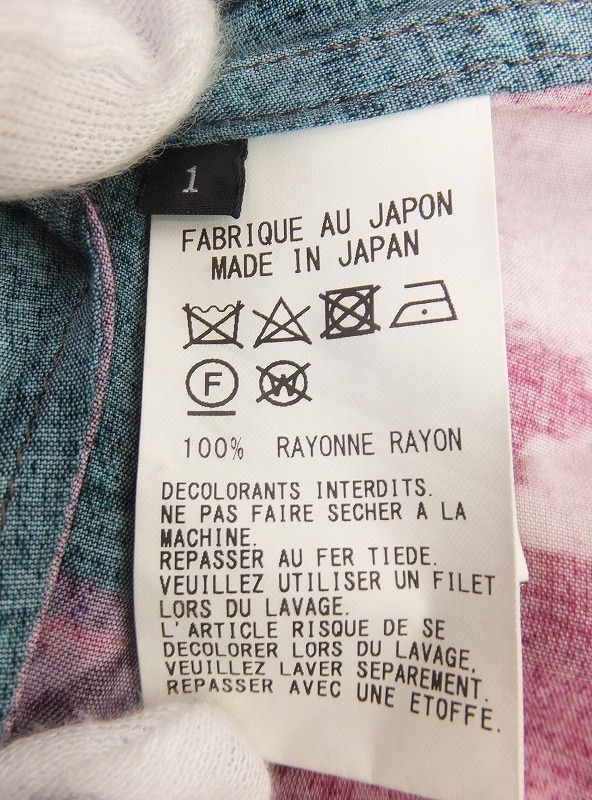 1
FABRIQUE AU JAPON
MADE IN JAPAN
F W
100% RAYONNE RAYON
DECOLORANTS INTERDITS.
NE PAS FAIRE SECHER A LA
MACHINE.
REPASSER AU FER TIEDE.
VEUILLEZ UTILISER UN FILET
LORS DU LAVAGE.
L'ARTICLE RISQUE DE SE
DECOLORER LORS DU LAVAGE,
VEUILLEZ LAVER SEPAREMENT.
REPASSER AVEC UNE ETOFFE.